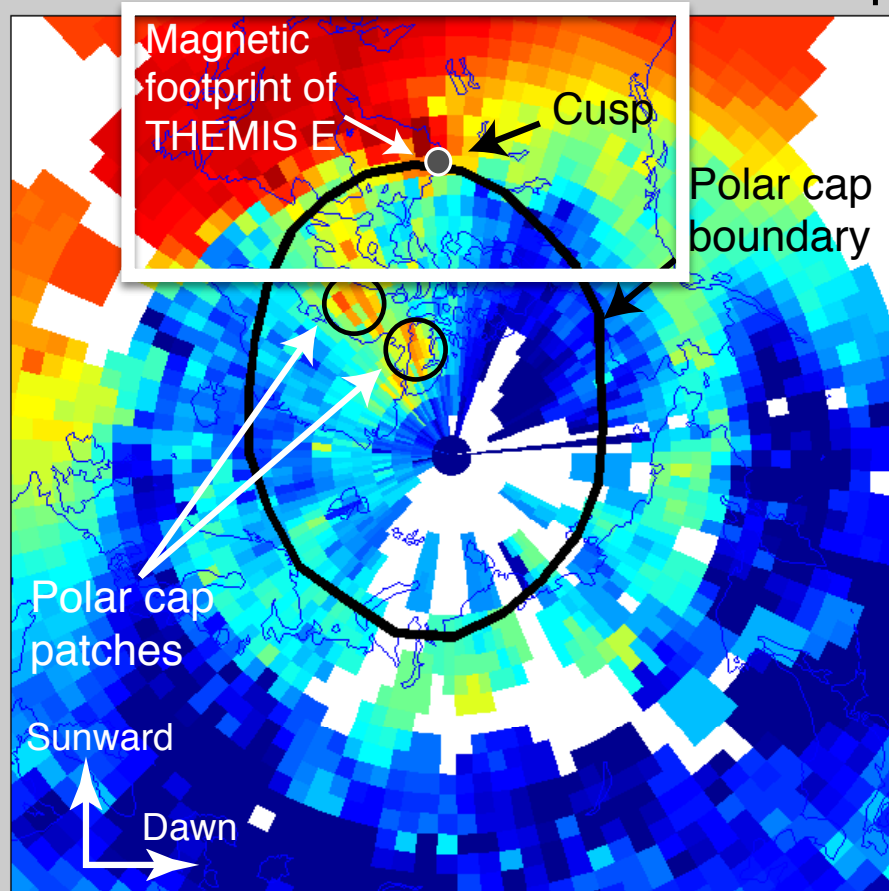 Magnetic
footprint of
THEMIS E
Cusp
Polar cap
boundary
Polar cap
patches
Sunward
Dawn